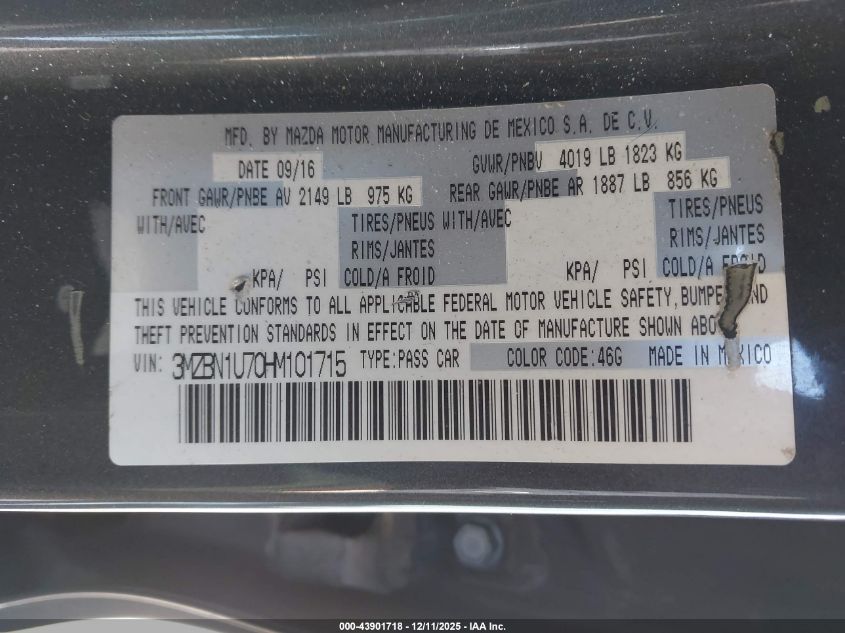 MFD. BY MAZDA MOTOR MANUFACTURING DE MEXICO S.A. DE C.V.
DATE 09/16 GVWR/PNBV 4019 LB 1823 KG
FRONT GAWR/PNBE AV 2149 LB 975 KG REAR GAWR/PNBE AR 1887 LB 856 KG
WITH/AVEC TIRES/PNEUS WITH/AVEC TIRES/PNEUS
RIMS/JANTES RIMS/JANTES
KPA/ PSI COLD/A FROID KPA/ PSI COLD/A FROID
THIS VEHICLE CONFORMS TO ALL APPLICABLE FEDERAL MOTOR VEHICLE SAFETY, BUMPER AND
THEFT PREVENTION STANDARDS IN EFFECT ON THE DATE OF MANUFACTURE SHOWN ABOVE.
VIN: 3MZBN1U70HM101715 TYPE:PASS CAR COLOR CODE:46G MADE IN MEXICO
000-43901718 - 12/11/2025 - IAA Inc.